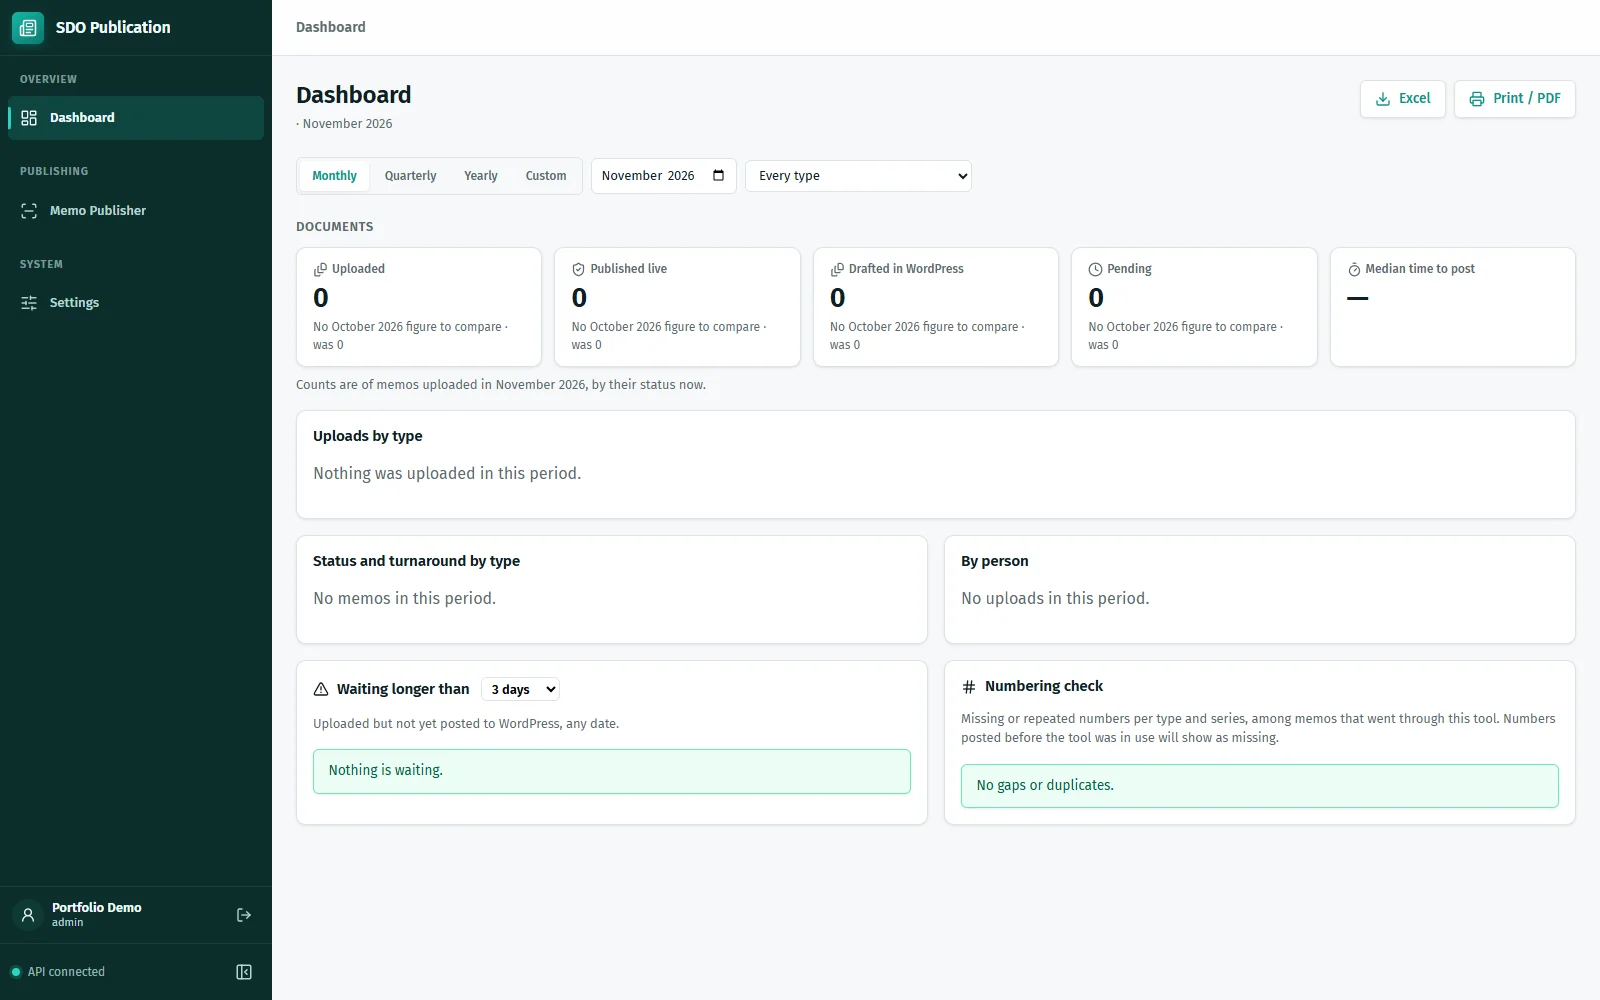 SDO Publication
OVERVIEW
Dashboard
PUBLISHING
Memo Publisher
SYSTEM
Settings
Portfolio Demo
admin
API connected
Dashboard
Dashboard
· November 2026
Excel
Print / PDF
Monthly
Quarterly
Yearly
Custom
November 2026
Every type
DOCUMENTS
Uploaded
0
No October 2026 figure to compare ·
was 0
Published live
0
No October 2026 figure to compare ·
was 0
Drafted in WordPress
0
No October 2026 figure to compare ·
was 0
Pending
0
No October 2026 figure to compare ·
was 0
Median time to post
—
Counts are of memos uploaded in November 2026, by their status now.
Uploads by type
Nothing was uploaded in this period.
Status and turnaround by type
No memos in this period.
By person
No uploads in this period.
Waiting longer than
3 days
Uploaded but not yet posted to WordPress, any date.
Nothing is waiting.
Numbering check
Missing or repeated numbers per type and series, among memos that went through this tool. Numbers
posted before the tool was in use will show as missing.
No gaps or duplicates.